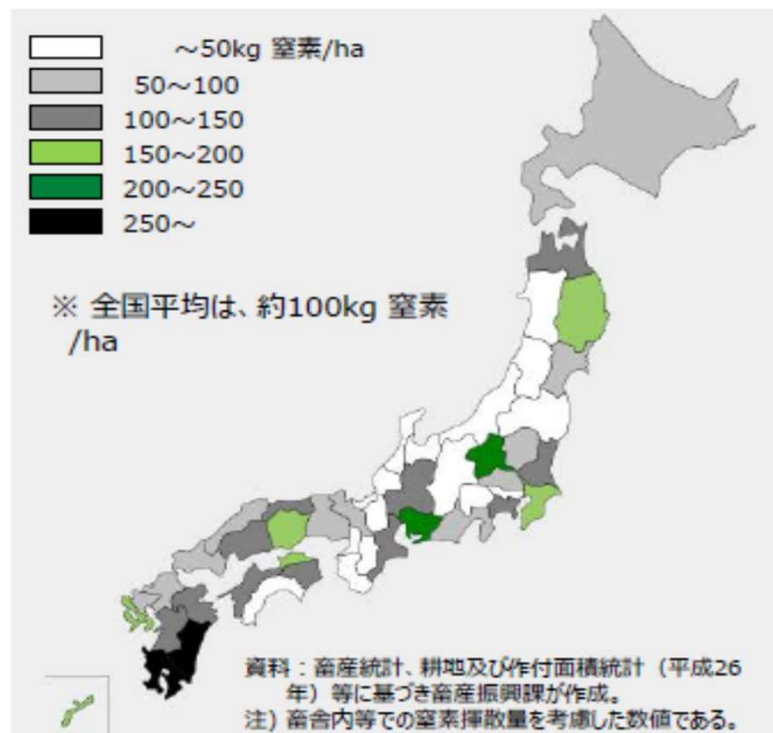 ～50kg 窒素/ha
50～100
100～150
150～200
200～250
250～
※ 全国平均は、約100kg 窒素
/ha
資料：畜産統計、耕地及び作付面積統計（平成26
年）等に基づき畜産振興課が作成。
注) 畜舎内等での窒素揮散量を考慮した数値である。